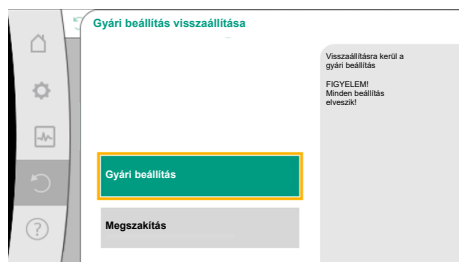 Gyári beállítás visszaállítása
Visszaállításra kerül a
gyári beállítás
FIGYELEM!
Minden beállítás
elveszik!
Gyári beállítás
Megszakítás
?